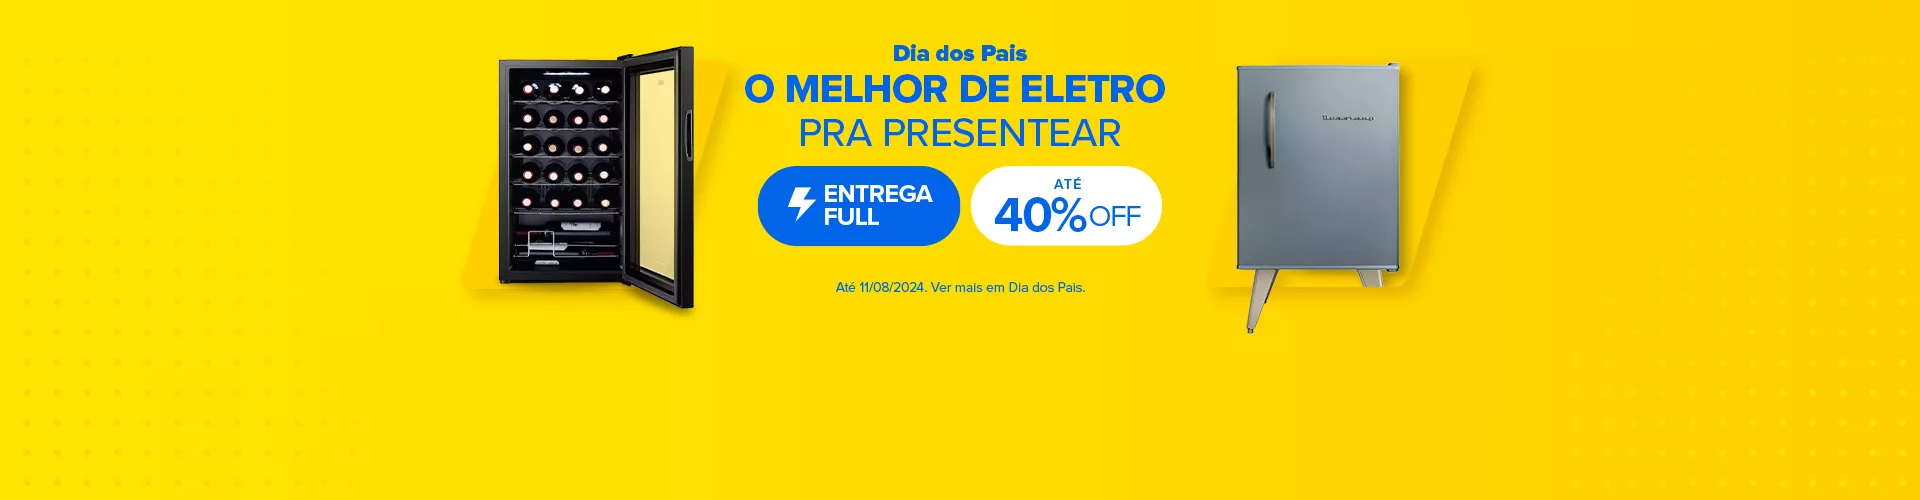 Dia dos Pais
O MELHOR DE ELETRO
PRA PRESENTEAR
ENTREGA
FULL
ATÉ
40% OFF
Até 11/08/2024. Ver mais em Dia dos Pais.